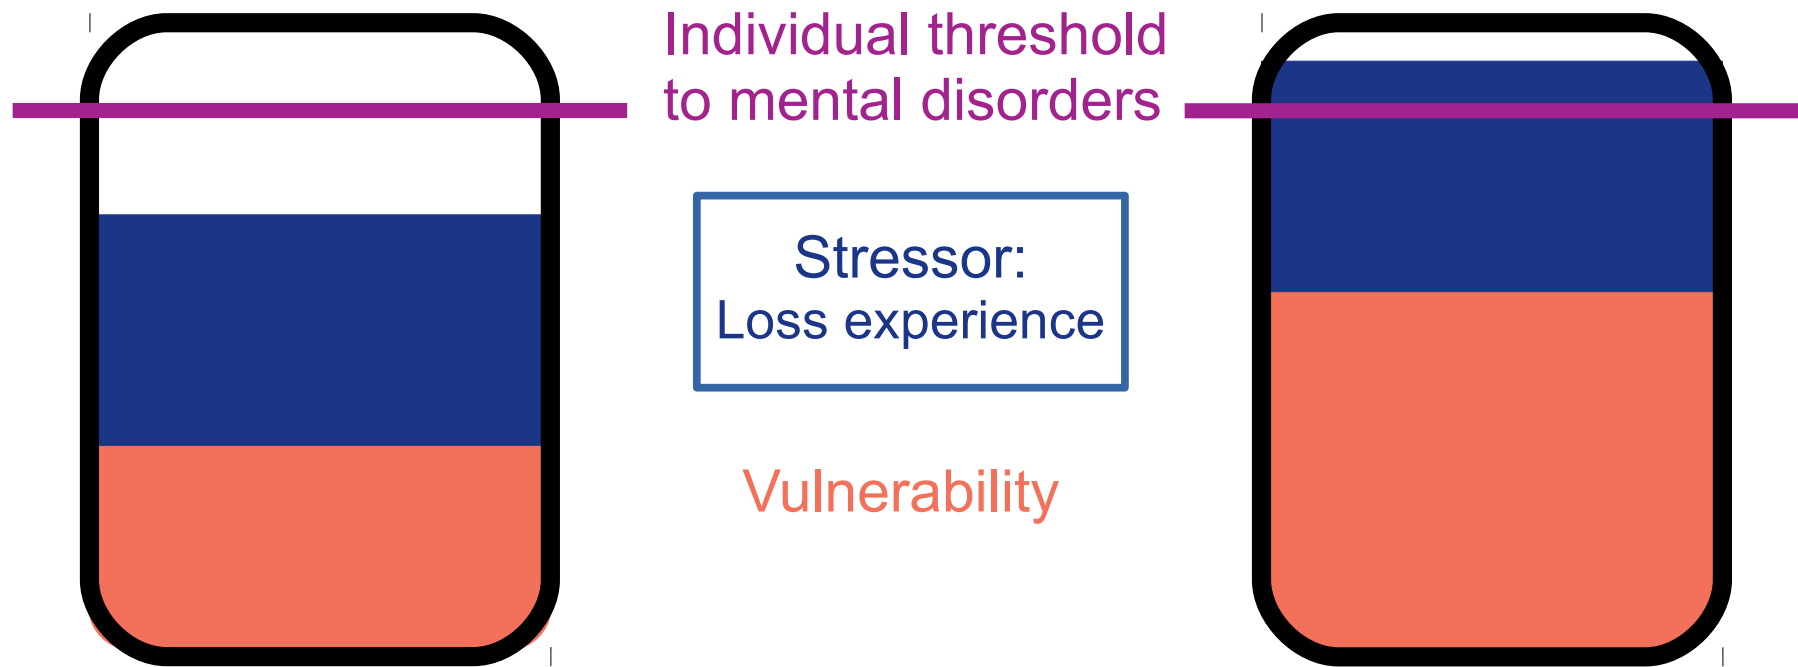 Individual threshold
to mental disorders
Stressor:
Loss experience
Vulnerability